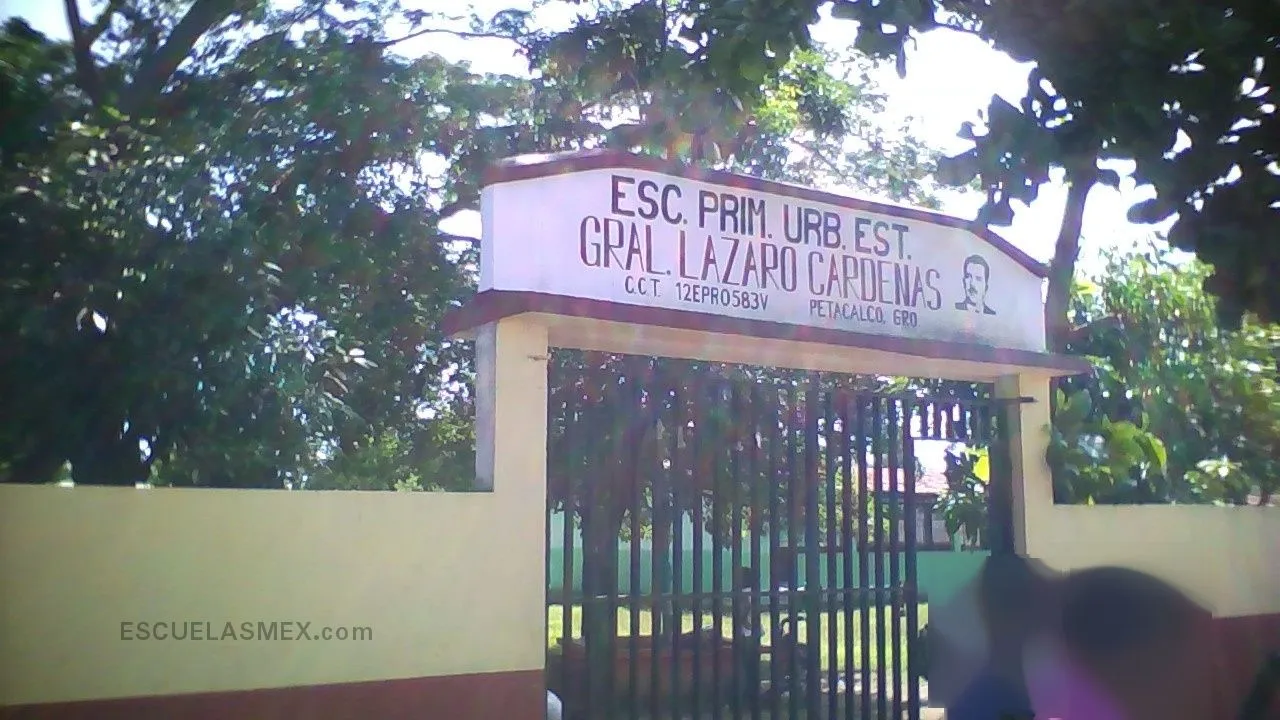 ESC. PRIM. URB. EST.
GRAL. LAZARO CARDENAS
C.C.T. 12EPR0583V PETACALCO, GRO
ESCUELASMEX.com